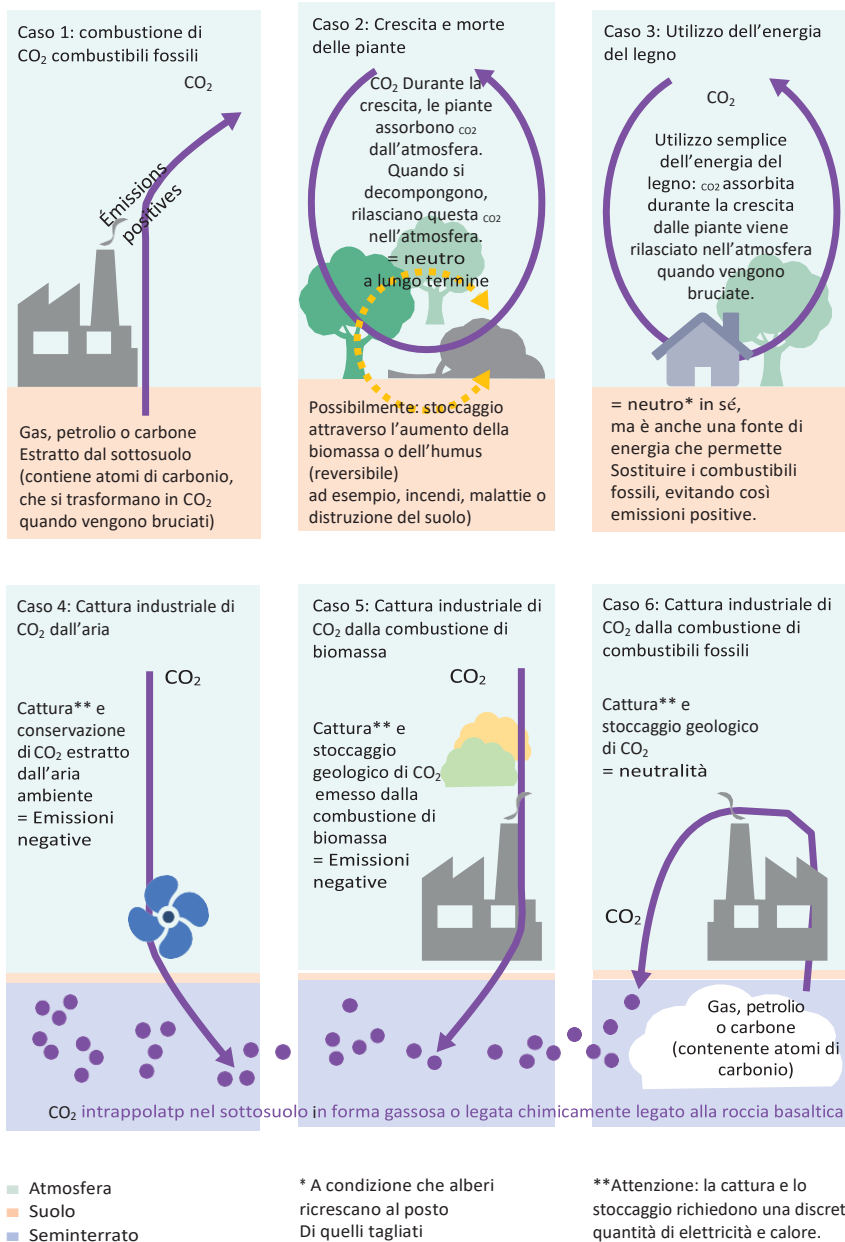 Caso 1: combustione di
CO₂ combustibili fossili
CO₂
Émissions
positives
Gas, petrolio o carbone
Estratto dal sottosuolo
(contiene atomi di carbonio,
che si trasformano in CO₂
quando vengono bruciati)
Caso 2: Crescita e morte
delle piante
CO₂ Durante la
crescita, le piante
assorbono CO2
dall’atmosfera.
Quando si
decompongono,
rilasciano questa CO2
nell’atmosfera.
= neutro
a lungo termine
Possibilmente: stoccaggio
attraverso l’aumento della
biomassa o dell’humus
(reversibile)
ad esempio, incendi, malattie o
distruzione del suolo)
Caso 3: Utilizzo dell’energia
del legno
CO₂
Utilizzo semplice
dell’energia del
legno: CO2 assorbita
durante la crescita
dalle piante viene
rilasciato nell’atmosfera
quando vengono
bruciate.
= neutro* in sé,
ma è anche una fonte di
energia che permette
Sostituire i combustibili
fossili, evitando così
emissioni positive.
Caso 4: Cattura industriale di
CO₂ dall’aria
CO₂
Cattura** e
conservazione
di CO₂ estratto
dall’aria
ambiente
= Emissioni
negative
Caso 5: Cattura industriale di
CO₂ dalla combustione di
biomassa
CO₂
Cattura** e
stoccaggio
geologico di CO₂
emesso dalla
combustione di
biomassa
= Emissioni
negative
Caso 6: Cattura industriale di
CO₂ dalla combustione di
combustibili fossili
Cattura** e
stoccaggio geologico
di CO₂
= neutralità
CO₂
Gas, petrolio
o carbone
(contenente atomi di
carbonio)
CO₂ intrappolatp nel sottosuolo in forma gassosa o legata chimicamente legato alla roccia basaltica
Atmosfera
Suolo
Seminterrato
* A condizione che alberi
ricrescano al posto
Di quelli tagliati
**Attenzione: la cattura e lo
stoccaggio richiedono una discret
quantità di elettricità e calore.